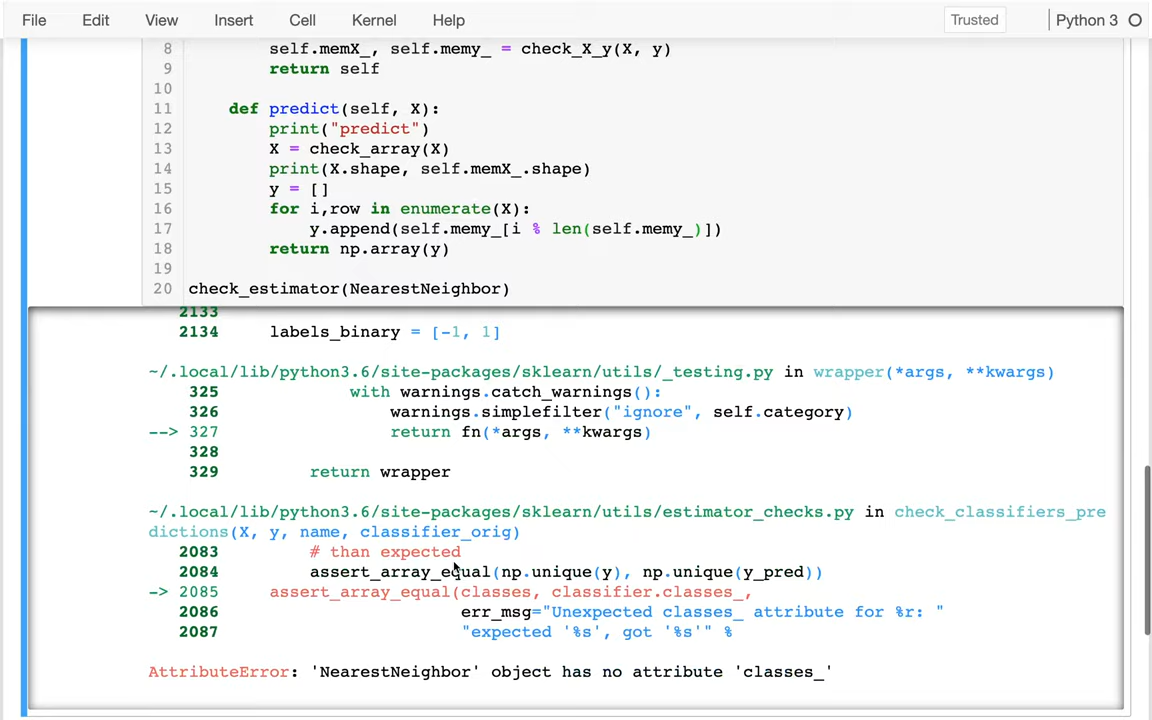 File Edit View Insert Cell Kernel Help Trusted Python 3
8 self.memX_, self.memy_ = check_X_y(X, y)
9 return self
10
11 def predict(self, X):
12 print("predict")
13 X = check_array(X)
14 print(X.shape, self.memX_.shape)
15 y = []
16 for i,row in enumerate(X):
17 y.append(self.memy_[i % len(self.memy_)])
18 return np.array(y)
19
20 check_estimator(NearestNeighbor)
2133
2134 labels_binary = [-1, 1]
~/.local/lib/python3.6/site-packages/sklearn/utils/_testing.py in wrapper(*args, **kwargs)
325 with warnings.catch_warnings():
326 warnings.simplefilter("ignore", self.category)
--> 327 return fn(*args, **kwargs)
328
329 return wrapper
~/.local/lib/python3.6/site-packages/sklearn/utils/estimator_checks.py in check_classifiers_pre
dictions(X, y, name, classifier_orig)
2083 # than expected
2084 assert_array_equal(np.unique(y), np.unique(y_pred))
-> 2085 assert_array_equal(classes, classifier.classes_,
2086 err_msg="Unexpected classes_ attribute for %r: "
2087 "expected '%s', got '%s'" %
AttributeError: 'NearestNeighbor' object has no attribute 'classes_'